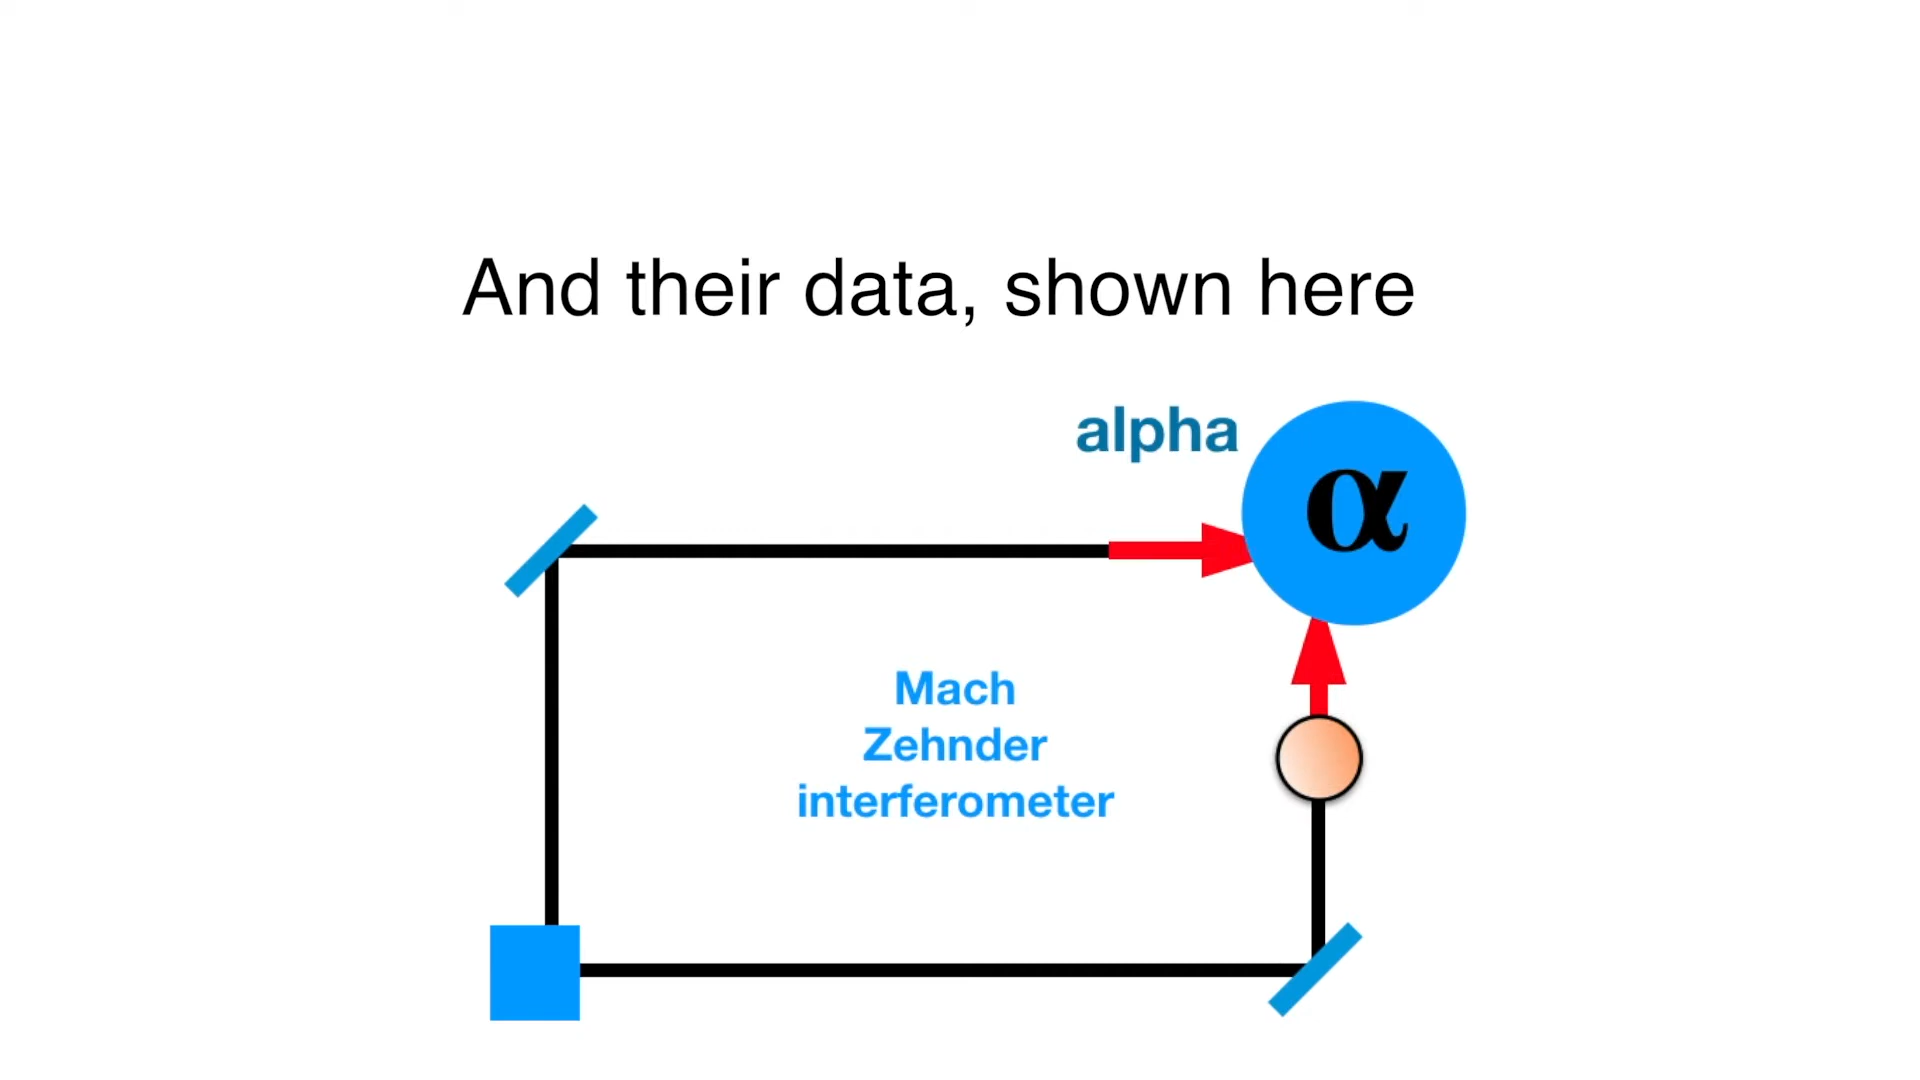 And their data, shown here
alpha
α
Mach
Zehnder
interferometer